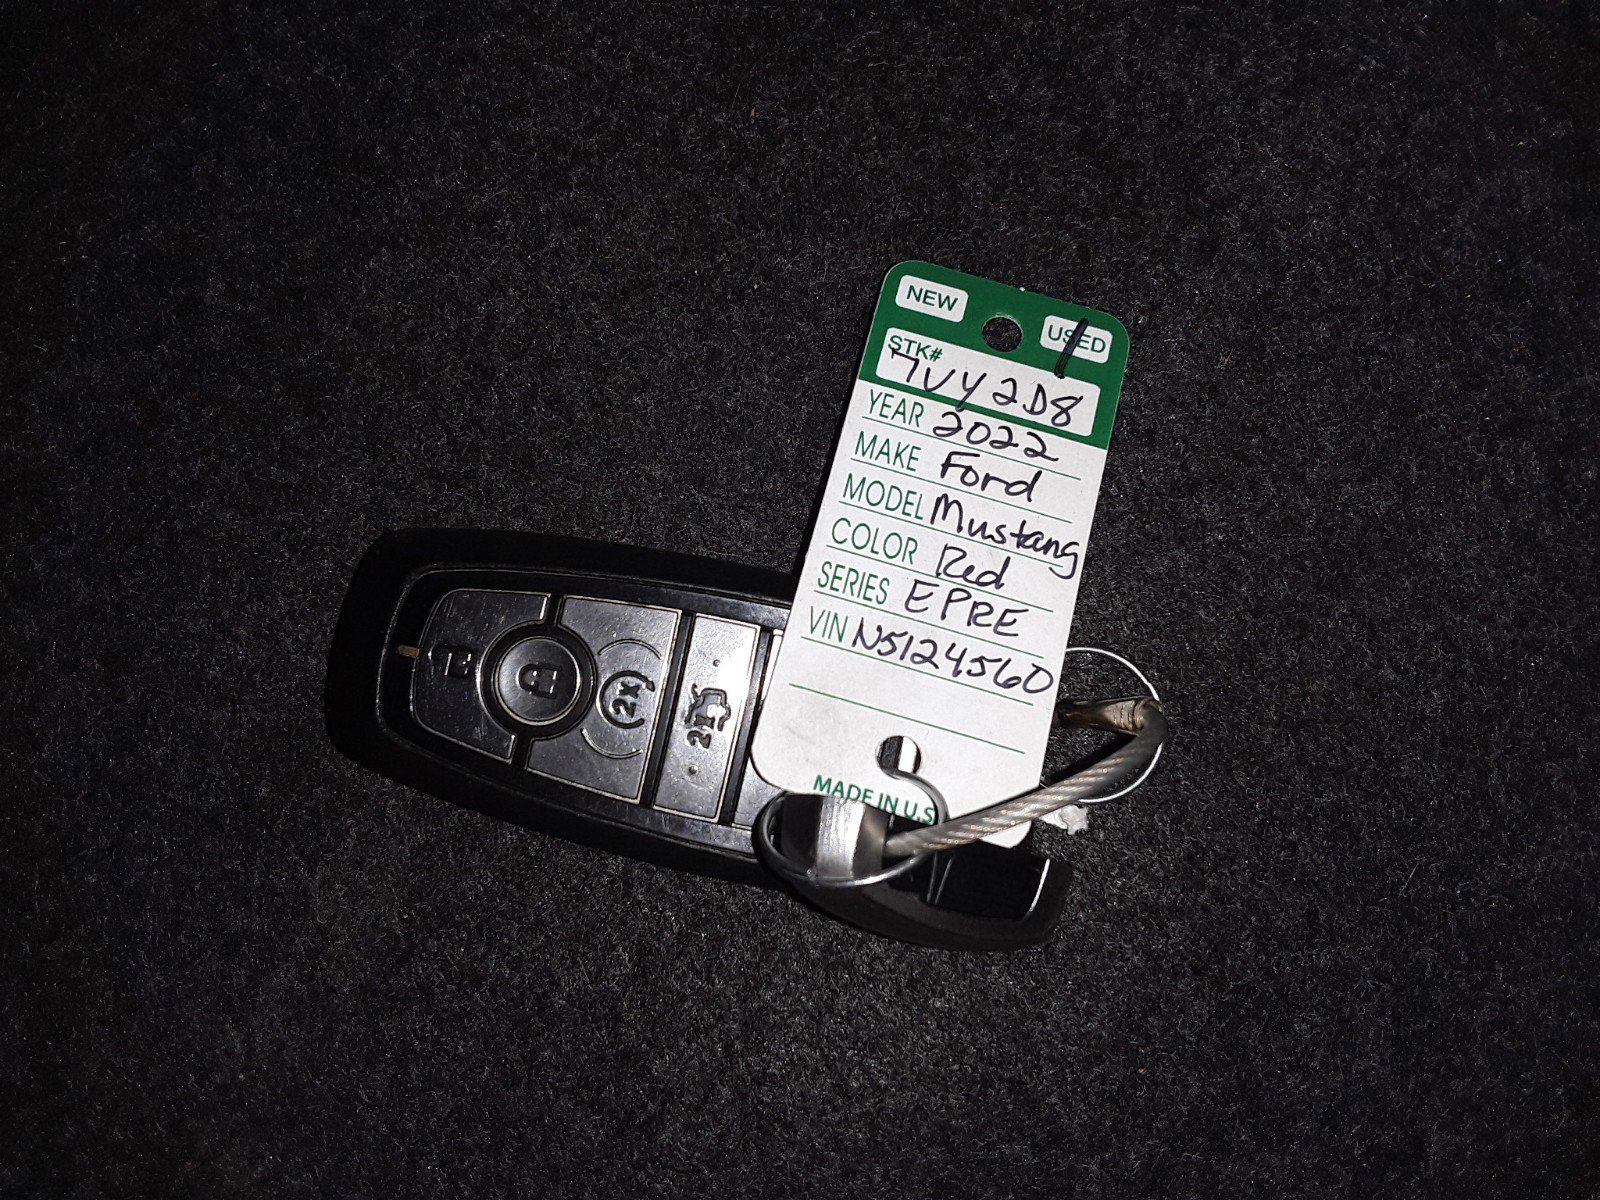 NEW USED
STK# 7VY2D8
YEAR 2022
MAKE Ford
MODEL Mustang
COLOR Red
SERIES EPRE
VIN N5124560
MADE IN U.S
2x
2x